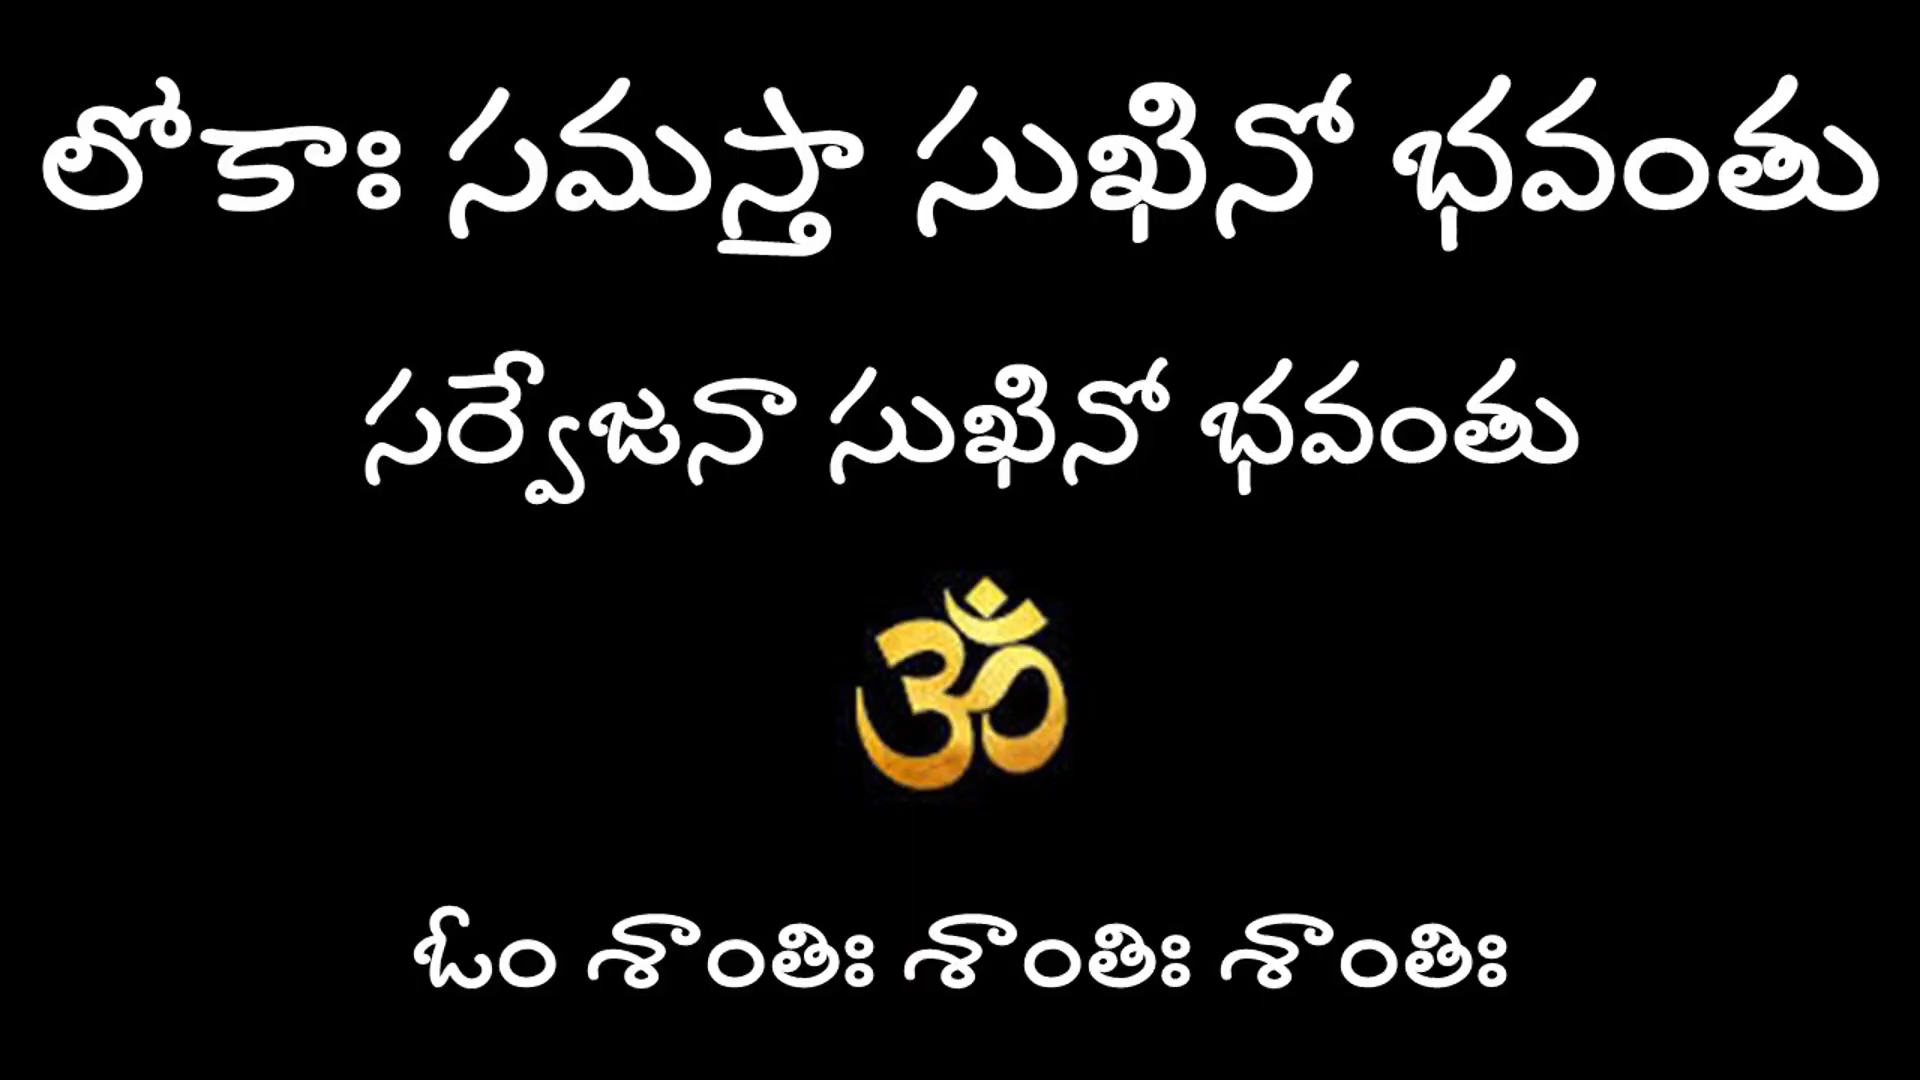 లోకాః సమస్తా సుఖినో భవంతు
సర్వేజనా సుఖినో భవంతు
ॐ
ఓం శాంతిః శాంతిః శాంతిః